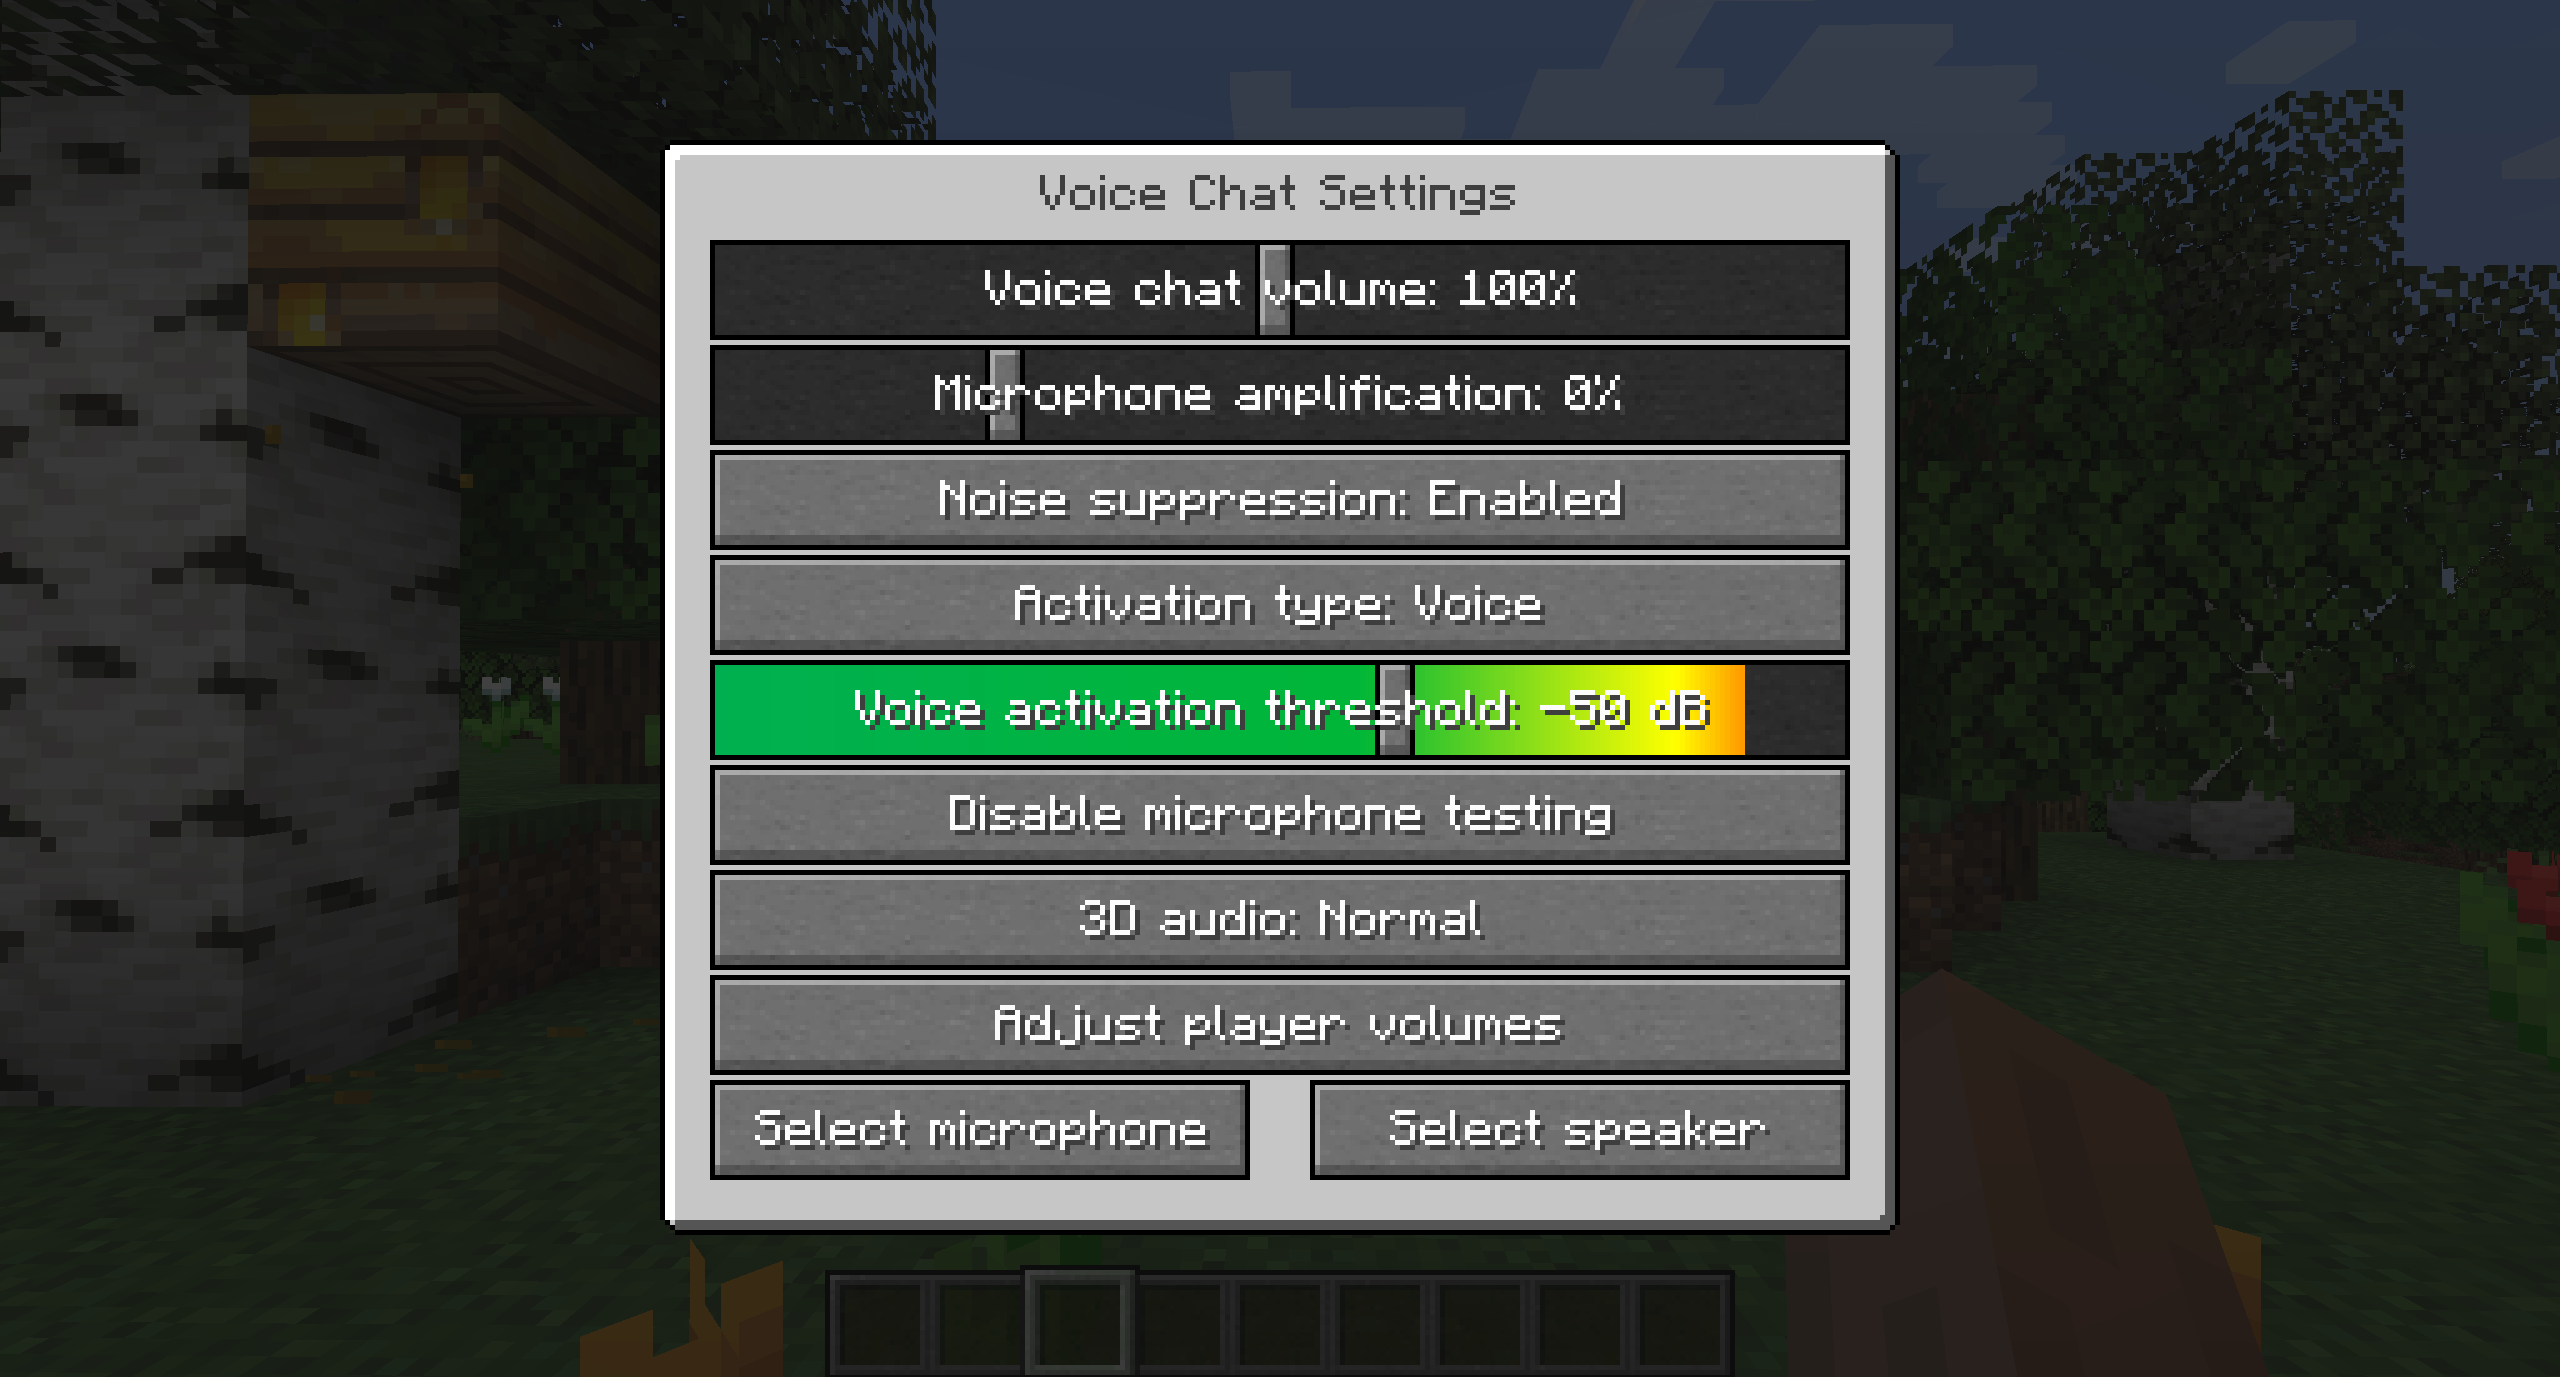 Voice Chat Settings
Voice chat volume: 100%
Microphone amplification: 0%
Noise suppression: Enabled
Activation type: Voice
Voice activation threshold: -50 dB
Disable microphone testing
3D audio: Normal
Adjust player volumes
Select microphone
Select speaker